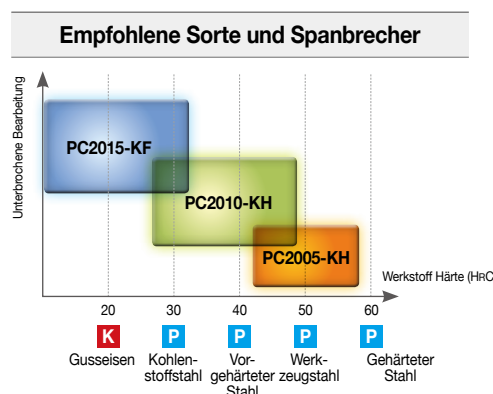 Empfohlene Sorte und Spanbrecher
Unterbrochene Bearbeitung
PC2015-KF
PC2010-KH
PC2005-KH
Werkstoff Härte (HRC
20 30 40 50 60
K P P P P
Gusseisen
Kohlen-
stoffstahl
Vor-
gehärteter
Stahl
Werk-
zeugstahl
Gehärteter
Stahl